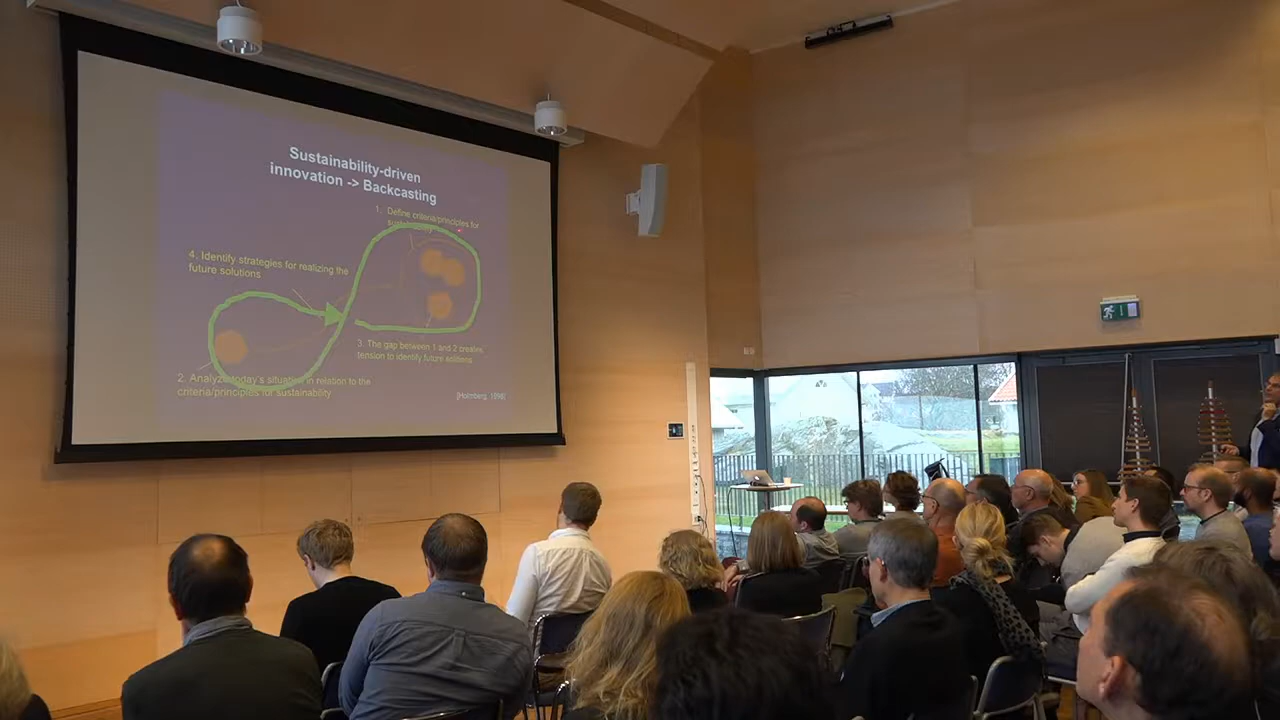 Sustainability-driven
innovation -> Backcasting
1. Define criteria/principles for
sustainability
4. Identify strategies for realizing the
future solutions
3. The gap between 1 and 2 creates
tension to identify future solutions
2. Analyze today's situation in relation to the
criteria/principles for sustainability
[Holmberg, 1998]